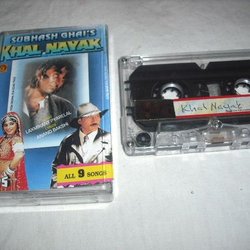 SUBHASH GHAI'S
KHAL NAYAK
LAXMIKANT PYARELAL
ANAND BAKSHI
ALL 9 SONGS
Khal Nayak